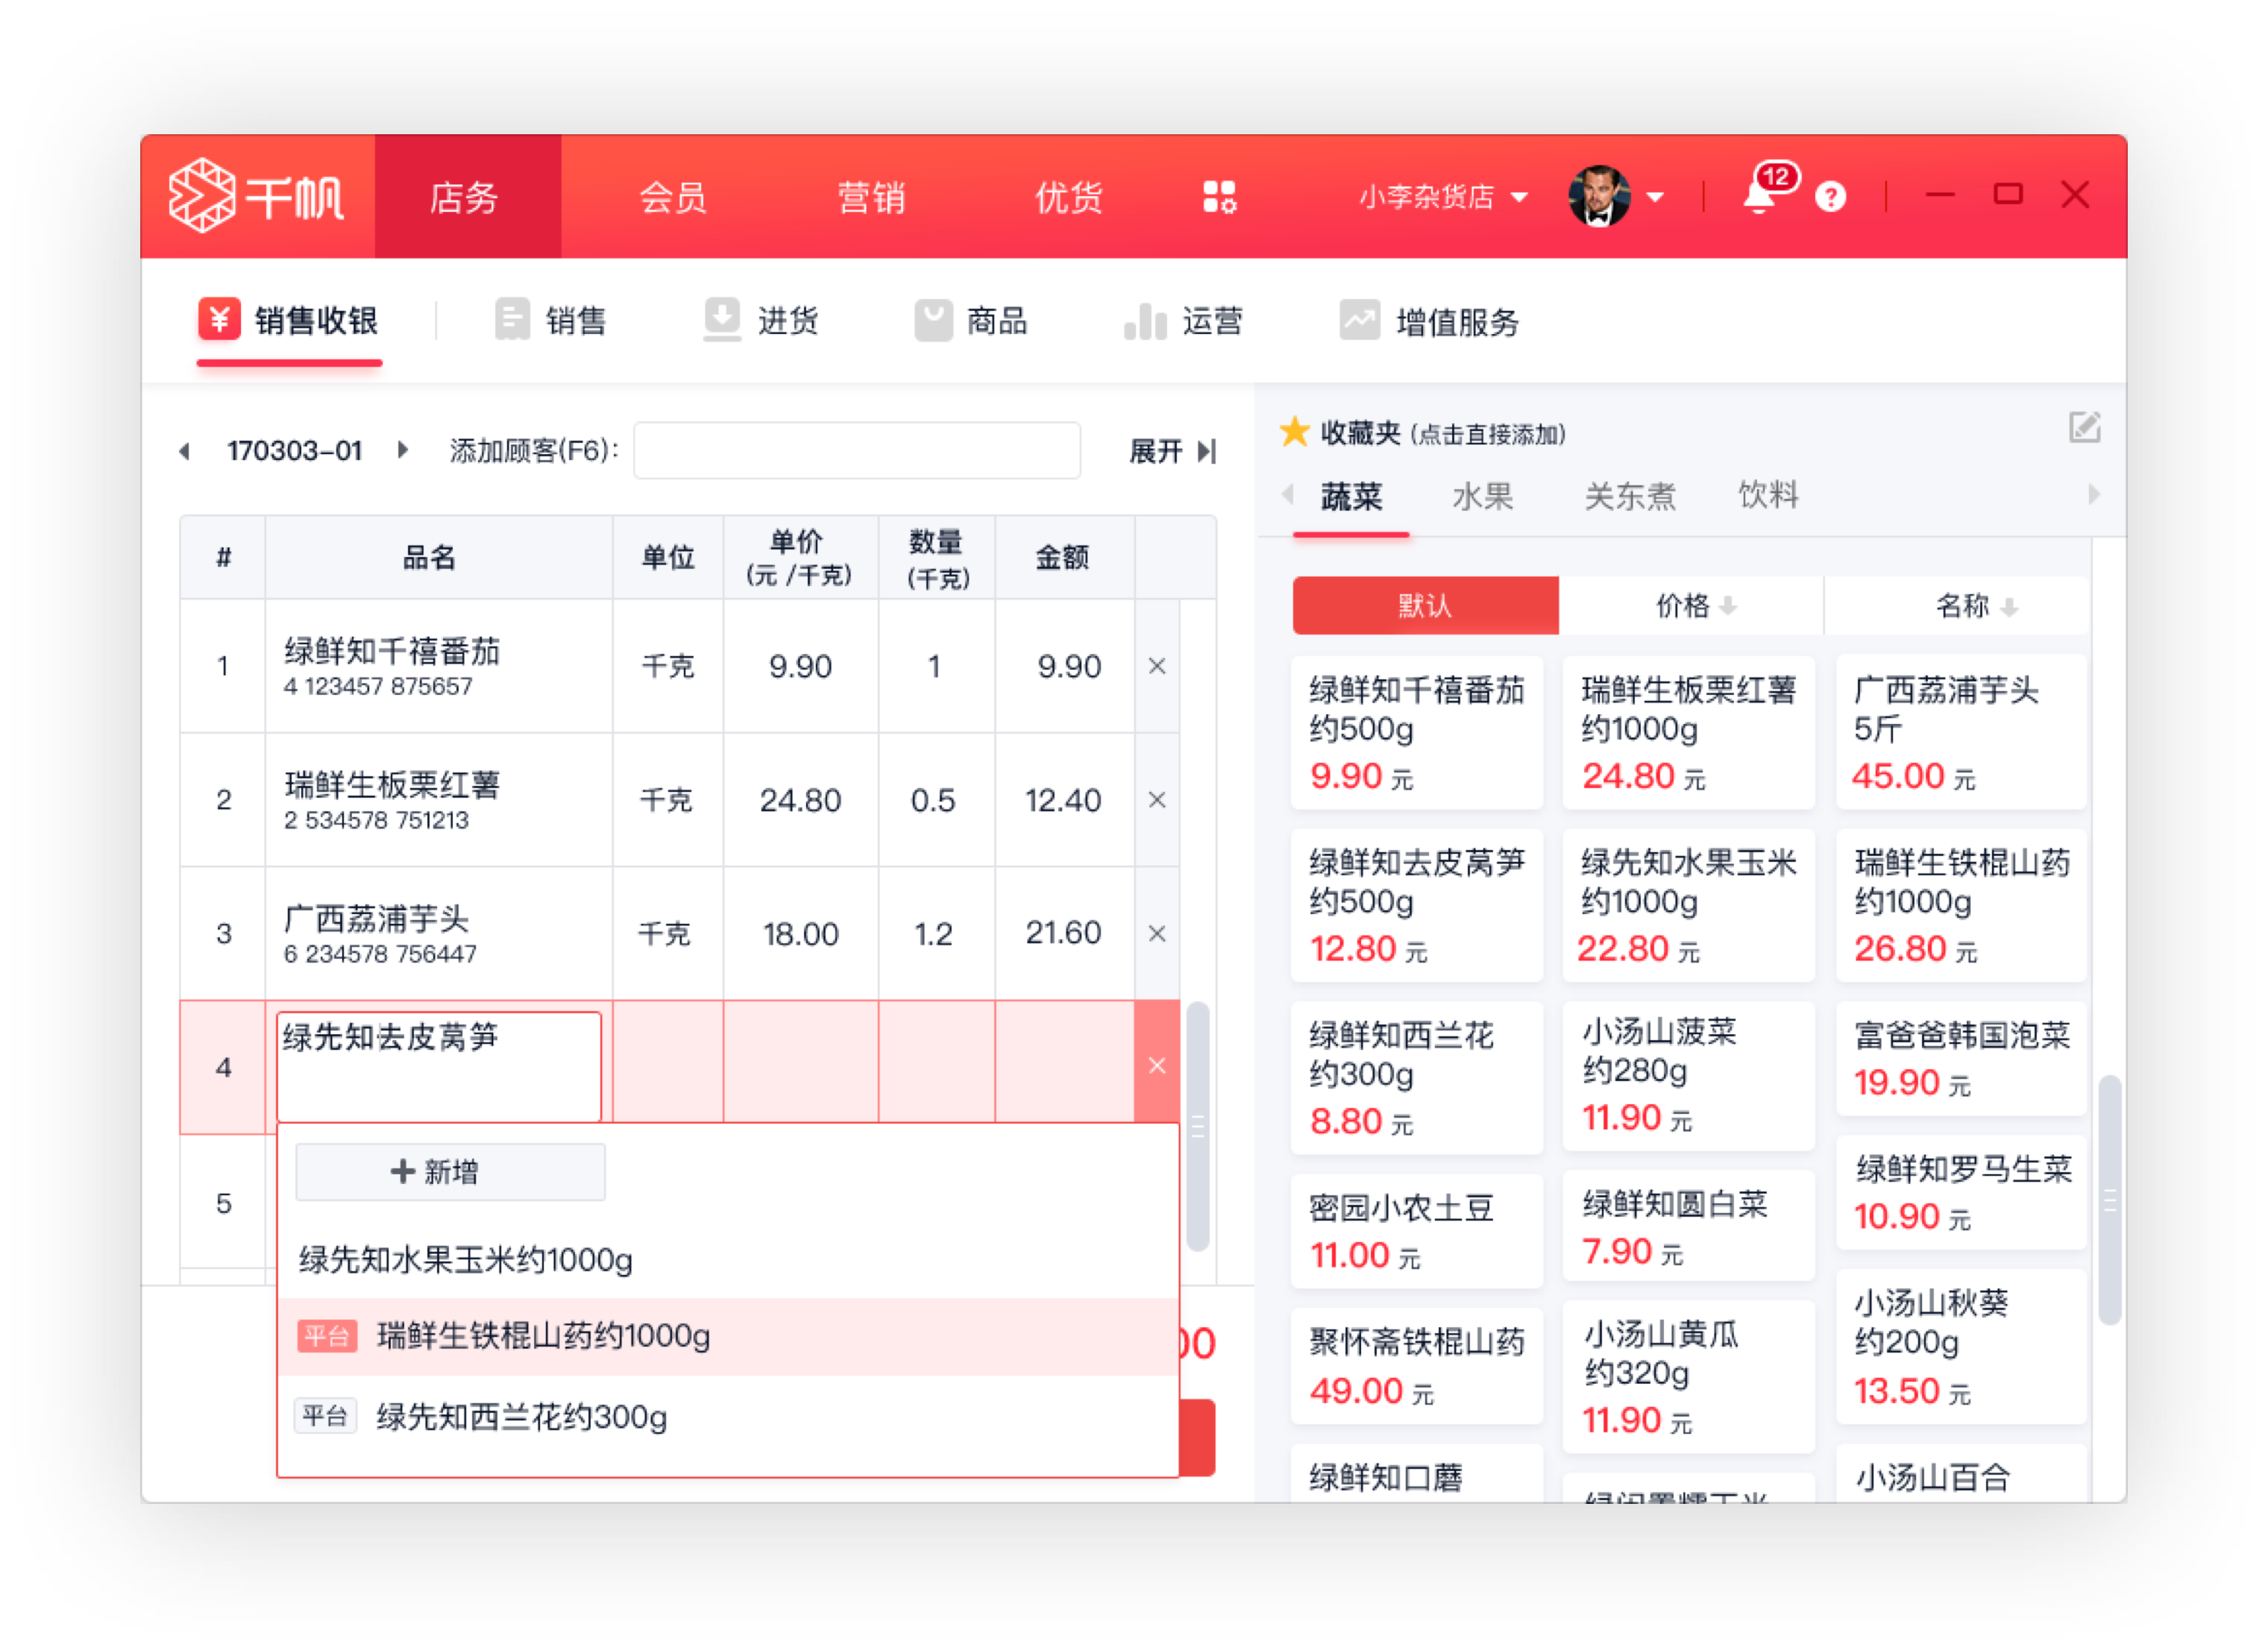 千帆
店务
会员
营销
优货
小李杂货店
12
?
¥ 销售收银
销售
进货
商品
运营
增值服务
170303-01
添加顾客(F6):
展开
# 品名 单位 单价 (元 /千克) 数量 (千克) 金额
1 绿鲜知千禧番茄 千克 9.90 1 9.90 ×
4 123457 875657
2 瑞鲜生板栗红薯 千克 24.80 0.5 12.40 ×
2 534578 751213
3 广西荔浦芋头 千克 18.00 1.2 21.60 ×
6 234578 756447
4 绿先知去皮莴笋 ×
5
+ 新增
绿先知水果玉米约1000g
平台 瑞鲜生铁棍山药约1000g
平台 绿先知西兰花约300g
00
收藏夹 (点击直接添加)
蔬菜
水果
关东煮
饮料
默认
价格
名称
绿鲜知千禧番茄
约500g
9.90 元
瑞鲜生板栗红薯
约1000g
24.80 元
广西荔浦芋头
5斤
45.00 元
绿鲜知去皮莴笋
约500g
12.80 元
绿先知水果玉米
约1000g
22.80 元
瑞鲜生铁棍山药
约1000g
26.80 元
绿鲜知西兰花
约300g
8.80 元
小汤山菠菜
约280g
11.90 元
富爸爸韩国泡菜
19.90 元
密园小农土豆
11.00 元
绿鲜知圆白菜
7.90 元
绿鲜知罗马生菜
10.90 元
聚怀斋铁棍山药
49.00 元
小汤山黄瓜
约320g
11.90 元
小汤山秋葵
约200g
13.50 元
绿鲜知口蘑
小汤山百合